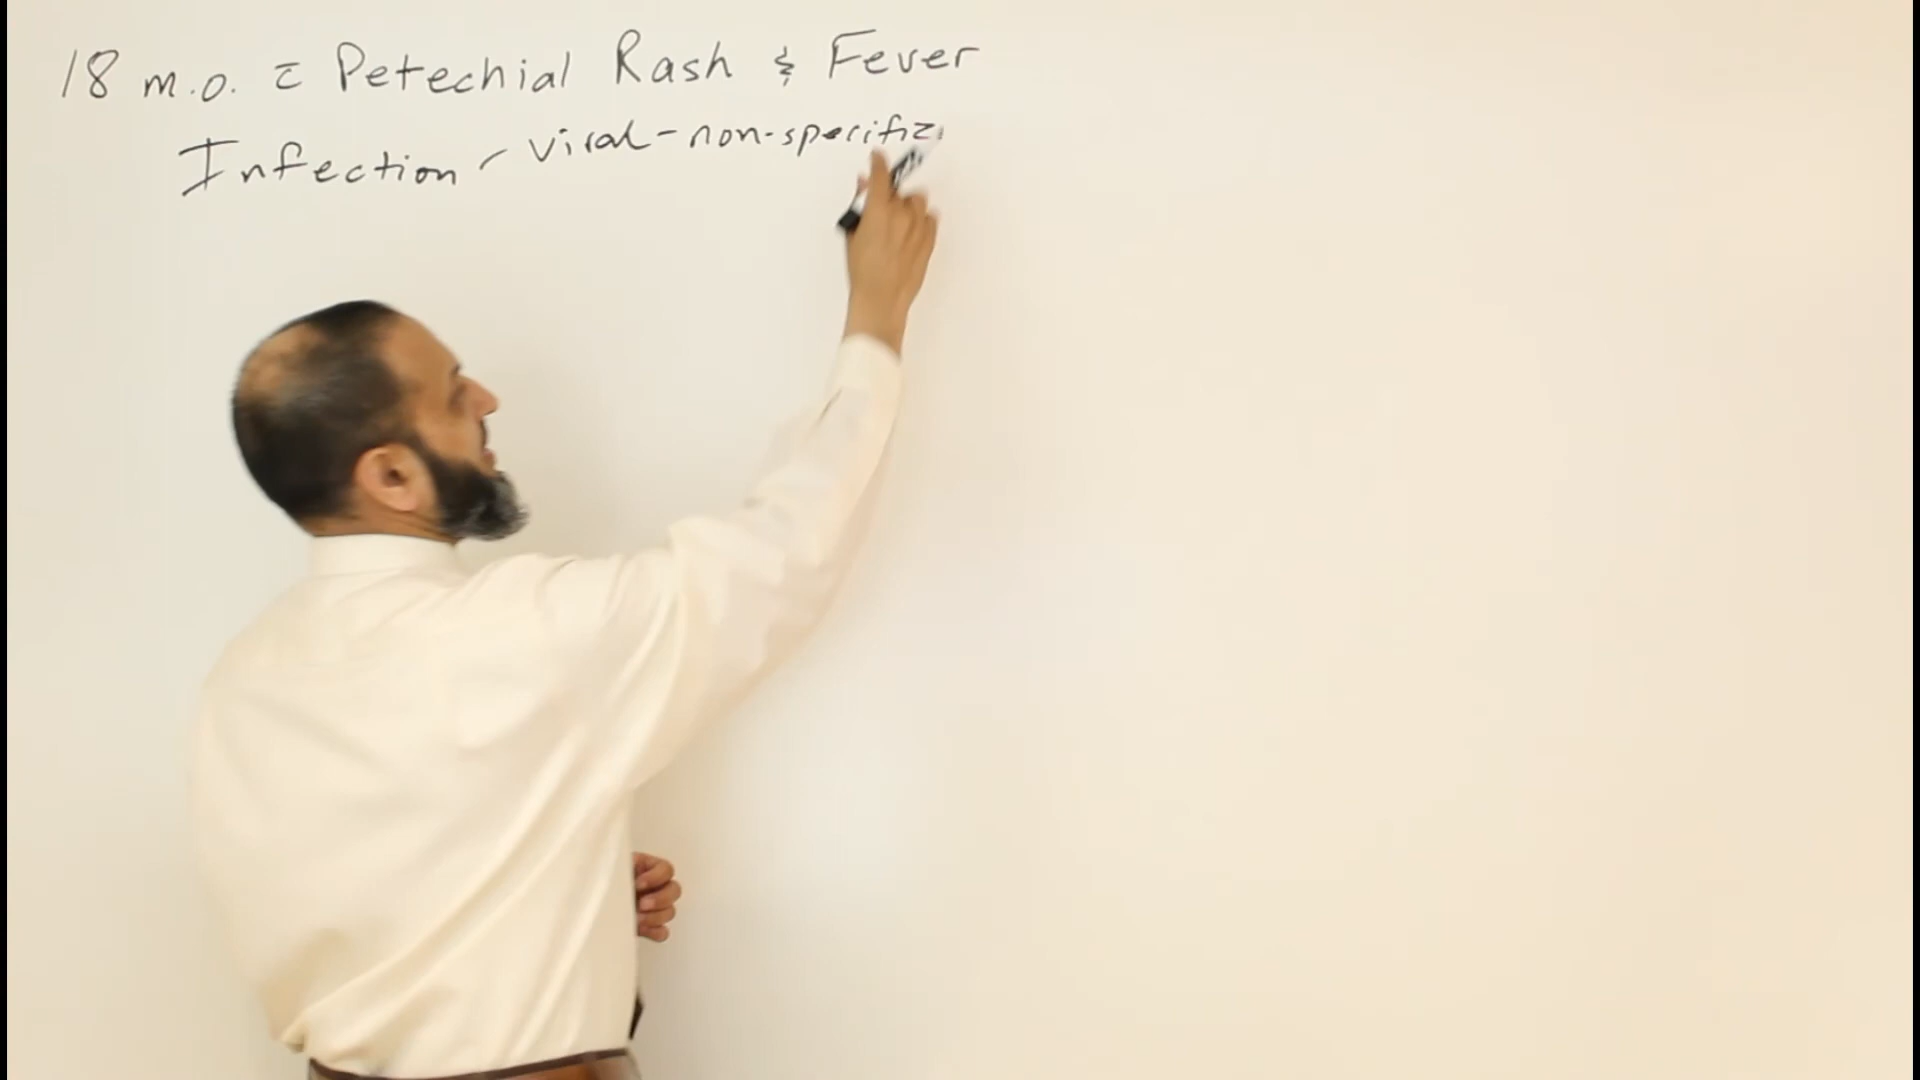 18 m.o. c̄ Petechial Rash & Fever
Infection - viral - non-specific